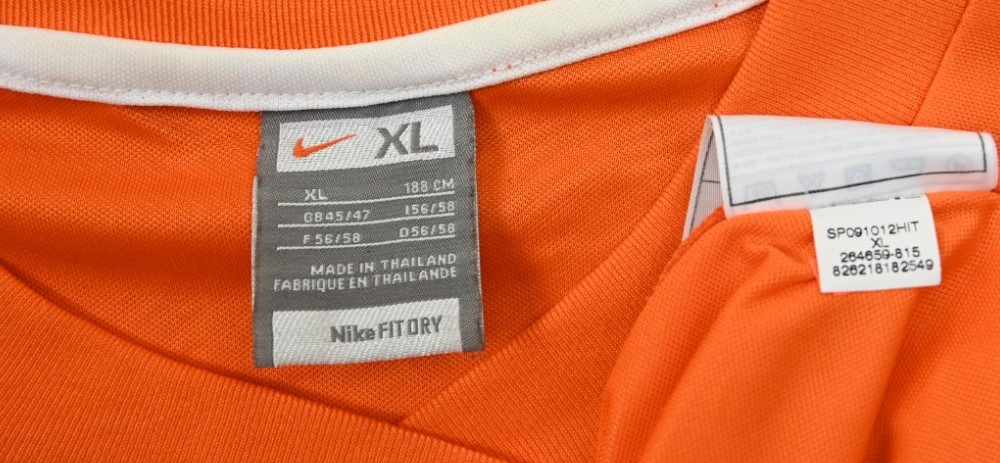 XL
XL 188 CM
GB45/47 I56/58
F56/58 D56/58
MADE IN THAILAND
FABRIQUE EN THAILANDE
Nike FIT DRY
SP091012HIT
XL
264659-815
826218182549